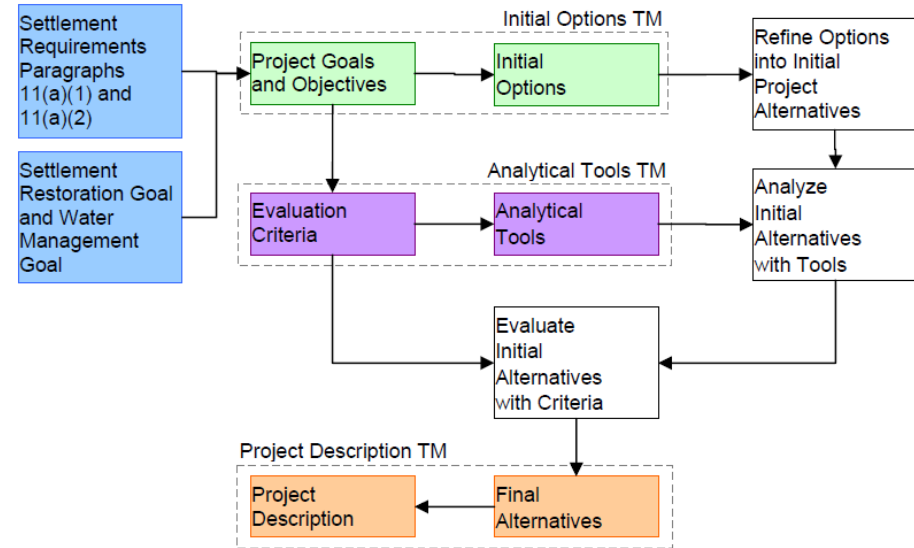 Settlement
Requirements
Paragraphs
11(a)(1) and
11(a)(2)
Settlement
Restoration Goal
and Water
Management
Goal
Initial Options TM
Project Goals
and Objectives
Initial
Options
Refine Options
into Initial
Project
Alternatives
Analytical Tools TM
Evaluation
Criteria
Analytical
Tools
Analyze
Initial
Alternatives
with Tools
Evaluate
Initial
Alternatives
with Criteria
Project Description TM
Project
Description
Final
Alternatives